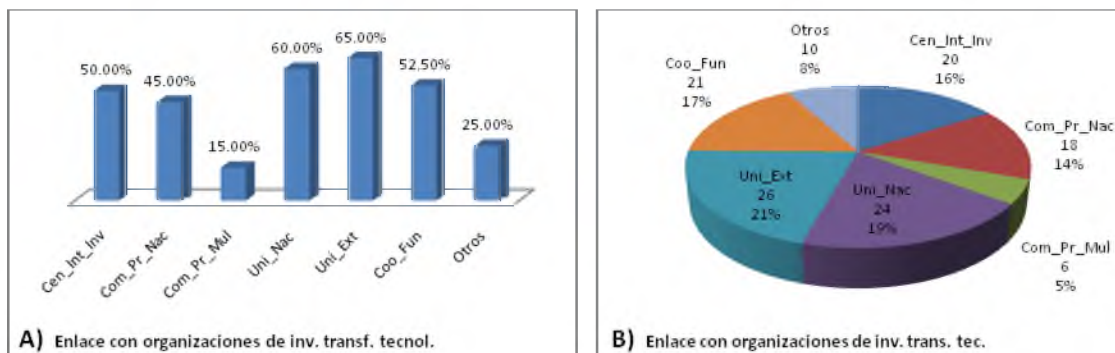 50.00%
45.00%
15.00%
60.00%
65.00%
52.50%
25.00%
Cen_Int_Inv
Com_Pr_Nac
Com_Pr_Mul
Uni_Nac
Uni_Ext
Coo_Fun
Otros
A) Enlace con organizaciones de inv. transf. tecnol.
Otros
10
8%
Cen_Int_Inv
20
16%
Com_Pr_Nac
18
14%
Com_Pr_Mul
6
5%
Uni_Nac
24
19%
Uni_Ext
26
21%
Coo_Fun
21
17%
B) Enlace con organizaciones de inv. trans. tec.